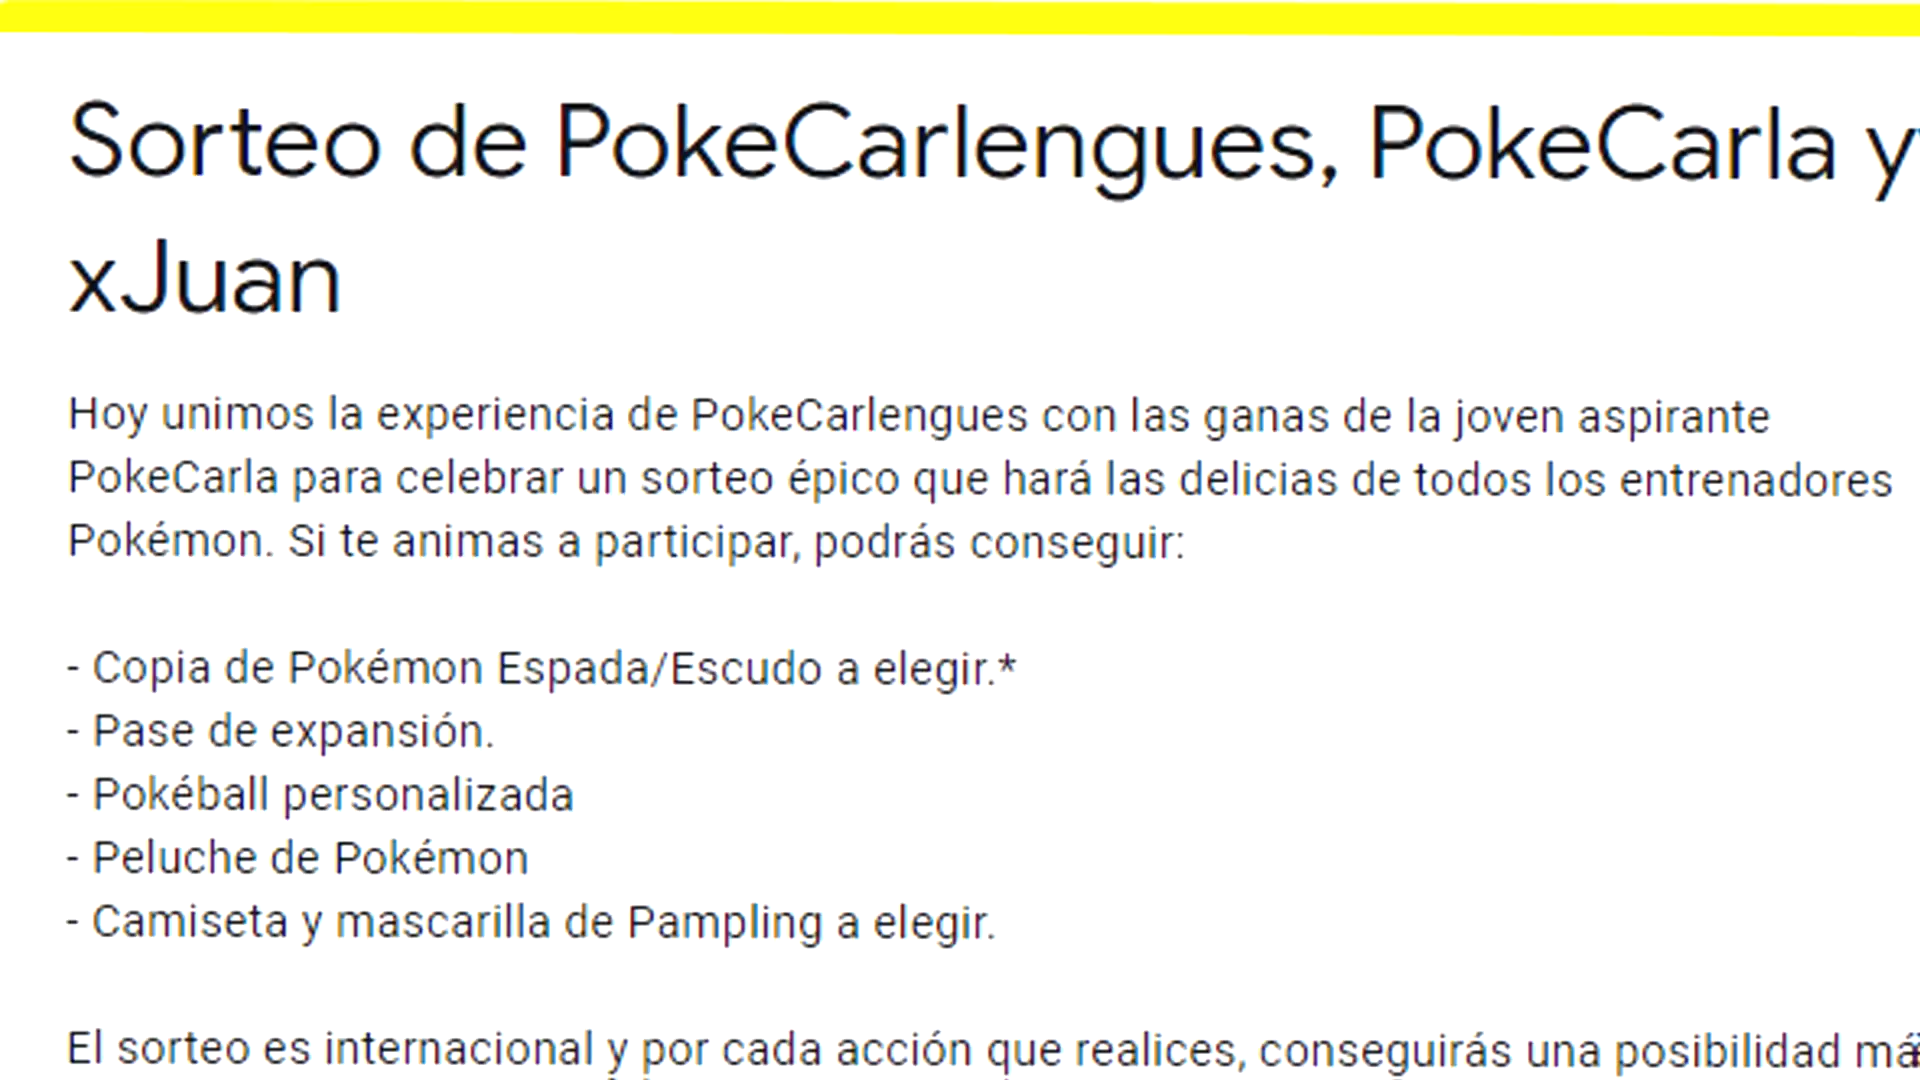 Sorteo de PokeCarlengues, PokeCarla y
xJuan
Hoy unimos la experiencia de PokeCarlengues con las ganas de la joven aspirante
PokeCarla para celebrar un sorteo épico que hará las delicias de todos los entrenadores
Pokémon. Si te animas a participar, podrás conseguir:
- Copia de Pokémon Espada/Escudo a elegir.*
- Pase de expansión.
- Pokéball personalizada
- Peluche de Pokémon
- Camiseta y mascarilla de Pampling a elegir.
El sorteo es internacional y por cada acción que realices, conseguirás una posibilidad